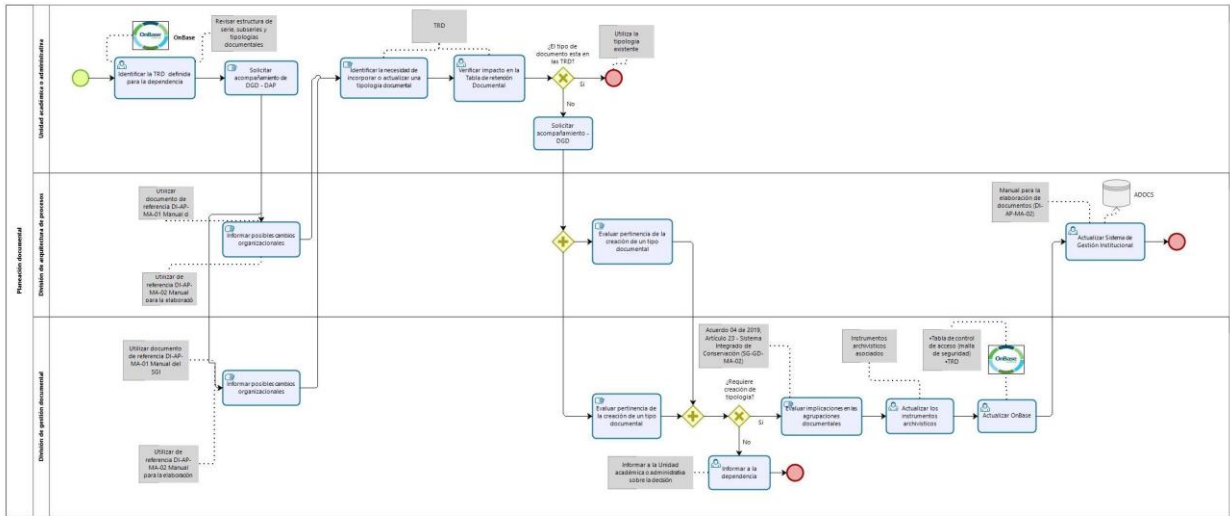 Planeación documental
Unidad académica o administrativa
OnBase
OnBase
Revisar estructura de
serie, subseries y
tipologías
documentales
Identificar la TRD definida
para la dependencia
Solicitar
acompañamiento de
DGD - DAP
TRD
Identificar la necesidad de
incorporar o actualizar una
tipología documental
Verificar impacto en la
Tabla de retención
Documental
¿El tipo de
documento esta en
las TRD?
Si
No
Utiliza la
tipología
existente
Solicitar
acompañamiento -
DGD
División de arquitectura de procesos
Utilizar
documento de
referencia DI-AP-
MA-01 Manual d
Informar posibles cambios
organizacionales
Utilizar de
referencia DI-AP-
MA-02 Manual
para la elaboració
Evaluar pertinencia de la
creación de un tipo
documental
Manual para la
elaboración de
documentos (DI-
AP-MA-02)
ADOCS
Actualizar Sistema de
Gestión Institucional
División de gestión documental
Utilizar documento
de referencia DI-AP-
MA-01 Manual del
SGI
Informar posibles cambios
organizacionales
Utilizar de
referencia DI-AP-
MA-02 Manual
para la elaboración
Evaluar pertinencia de la
creación de un tipo
documental
Acuerdo 04 de 2019,
Artículo 23 - Sistema
Integrado de
Conservación (SG-GD-
MA-02)
¿Requiere
creación de
tipología?
Si
No
Evaluar implicaciones en las
agrupaciones
documentales
Instrumentos
archivísticos
asociados
Actualizar los
instrumentos
archivísticos
•Tabla de control
de acceso (malla
de seguridad)
•TRD
OnBase
Actualizar OnBase
Informar a la Unidad
académica o administrativa
sobre la decisión
Informar a la
dependencia